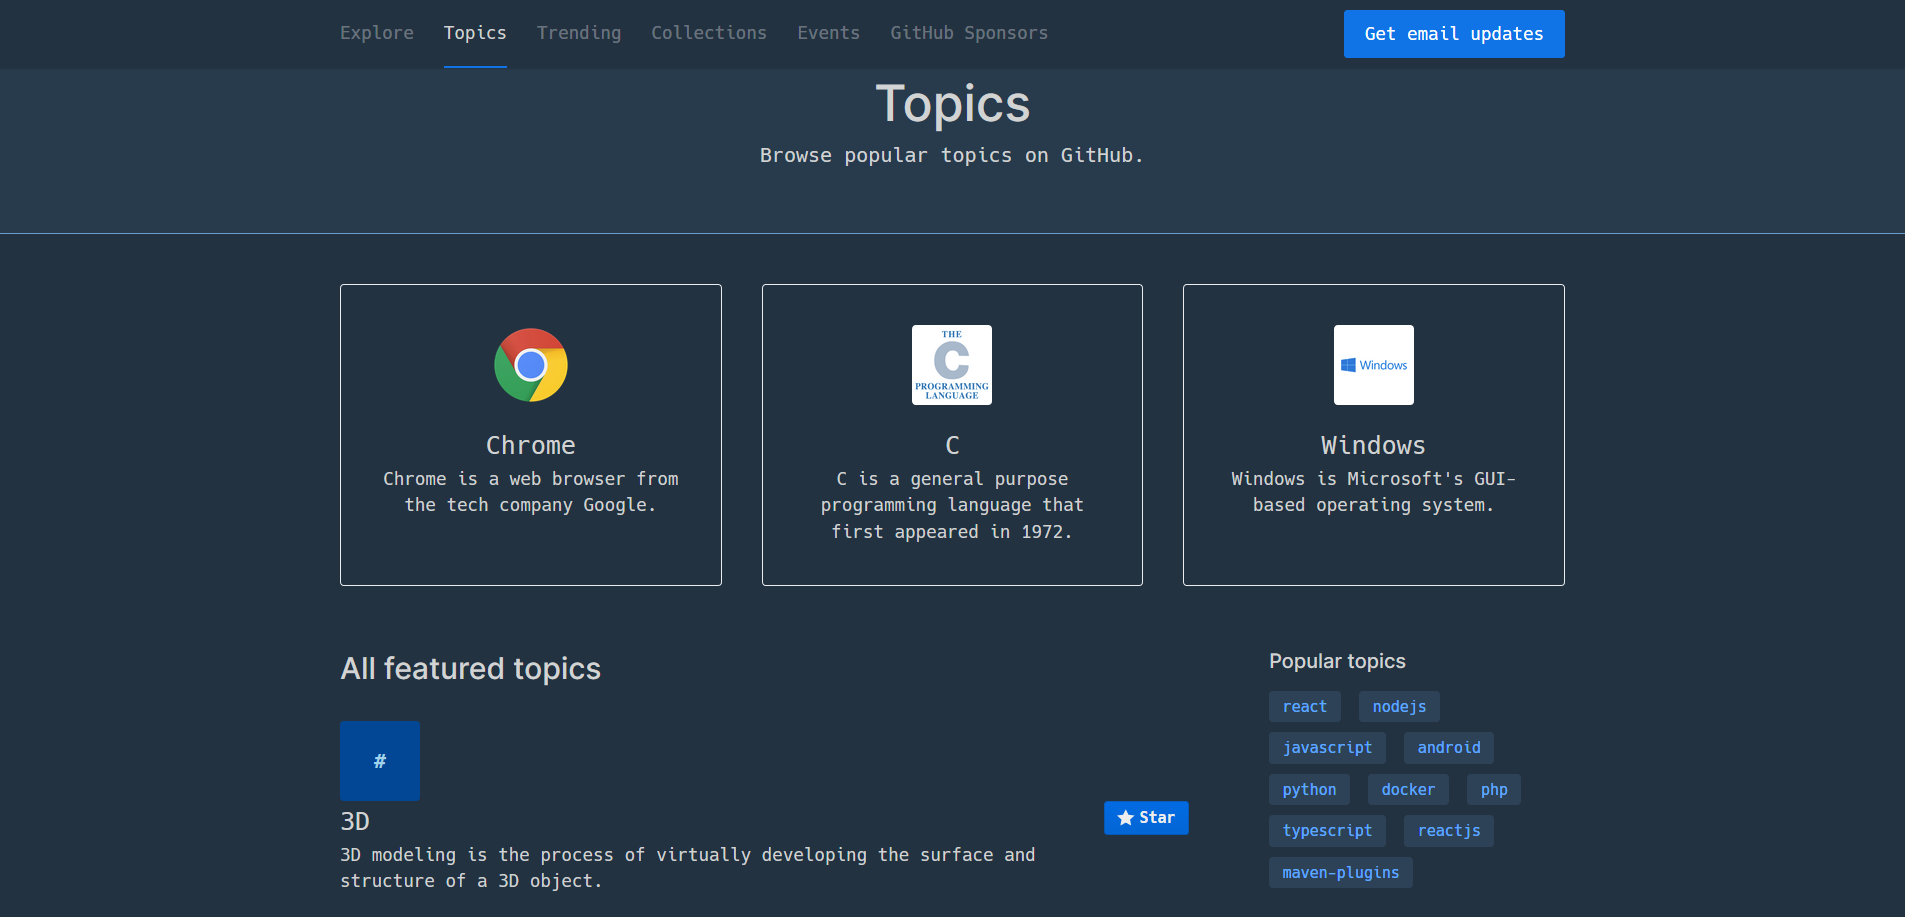 Explore Topics Trending Collections Events GitHub Sponsors Get email updates
Topics
Browse popular topics on GitHub.
THE
C
PROGRAMMING
LANGUAGE
Windows
Chrome
Chrome is a web browser from
the tech company Google.
C
C is a general purpose
programming language that
first appeared in 1972.
Windows
Windows is Microsoft's GUI-
based operating system.
All featured topics
#
3D
Star
3D modeling is the process of virtually developing the surface and
structure of a 3D object.
Popular topics
react nodejs
javascript android
python docker php
typescript reactjs
maven-plugins